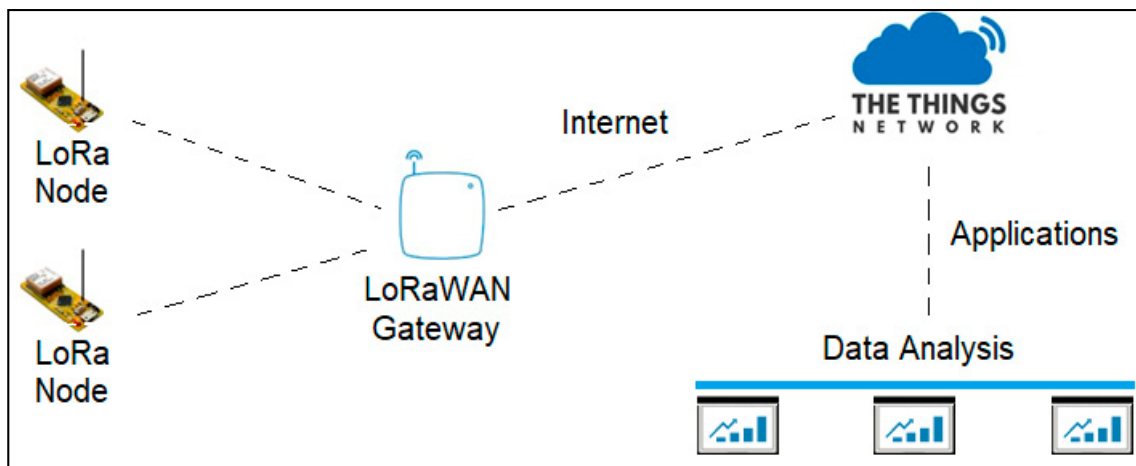 LoRa
Node
LoRa
Node
LoRaWAN
Gateway
Internet
THE THINGS
NETWORK
Applications
Data Analysis